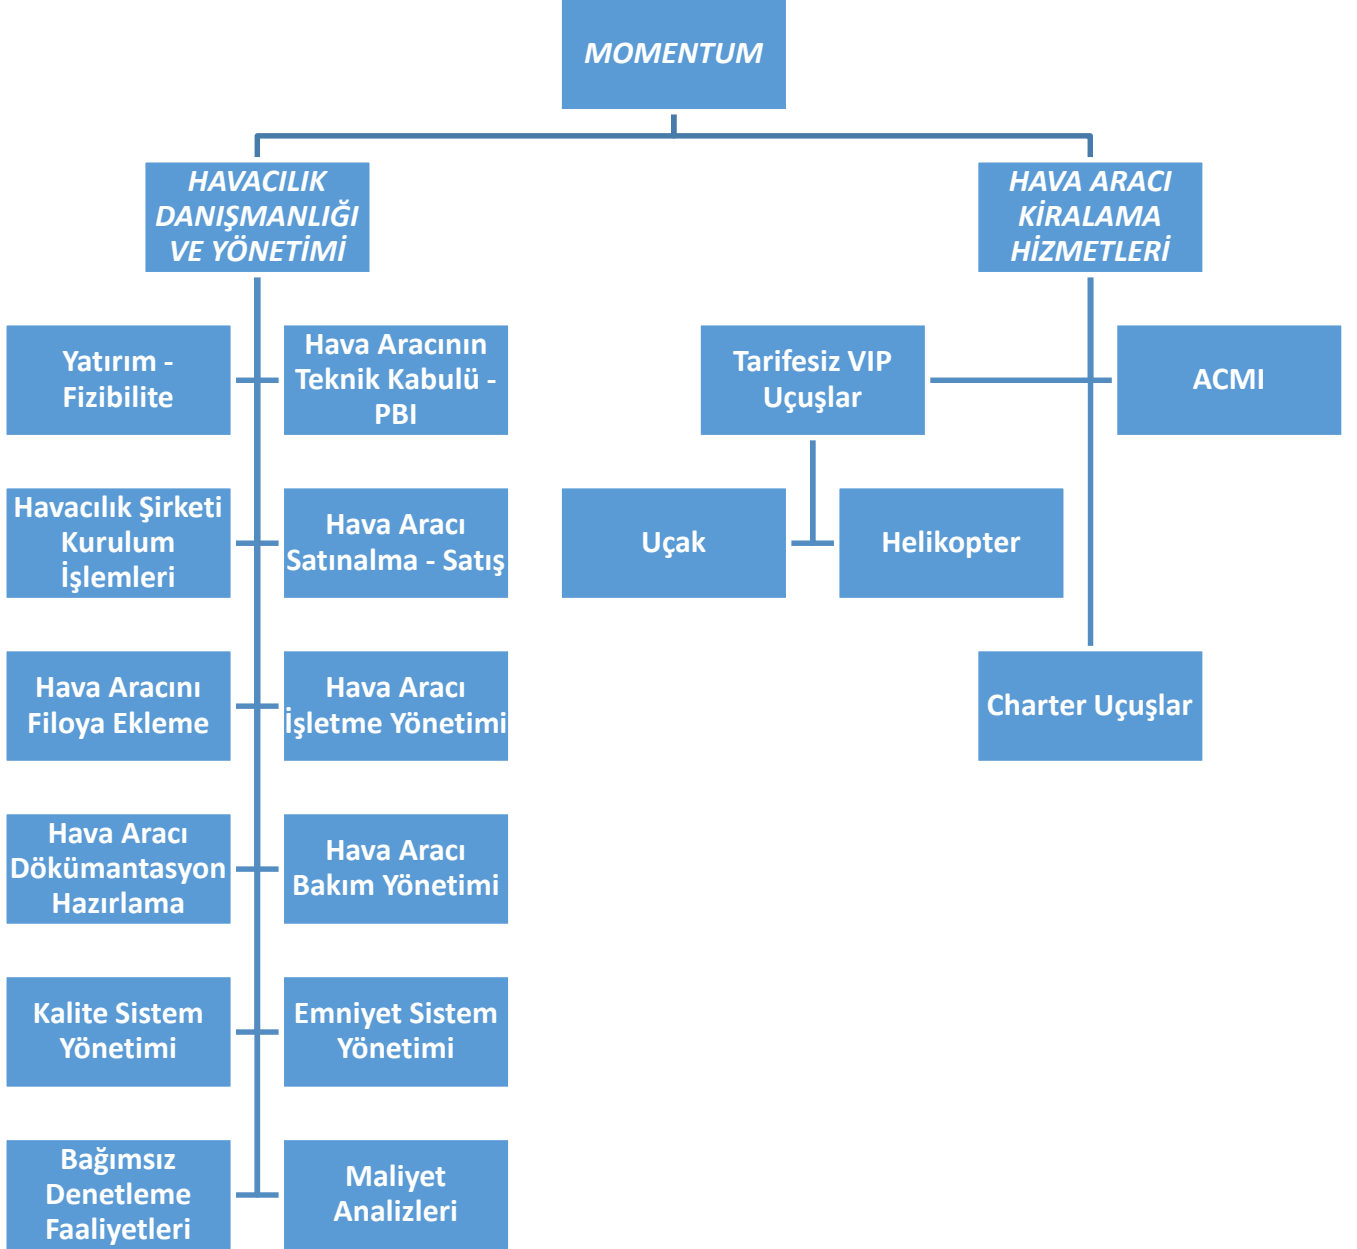 MOMENTUM
HAVACILIK
DANIŞMANLIĞI
VE YÖNETİMİ
HAVA ARACI
KİRALAMA
HİZMETLERİ
Yatırım -
Fizibilite
Hava Aracının
Teknik Kabulü -
PBI
Tarifesiz VIP
Uçuşlar
ACMI
Havacılık Şirketi
Kurulum
İşlemleri
Hava Aracı
Satınalma - Satış
Uçak
Helikopter
Hava Aracını
Filoya Ekleme
Hava Aracı
İşletme Yönetimi
Charter Uçuşlar
Hava Aracı
Dökümantasyon
Hazırlama
Hava Aracı
Bakım Yönetimi
Kalite Sistem
Yönetimi
Emniyet Sistem
Yönetimi
Bağımsız
Denetleme
Faaliyetleri
Maliyet
Analizleri